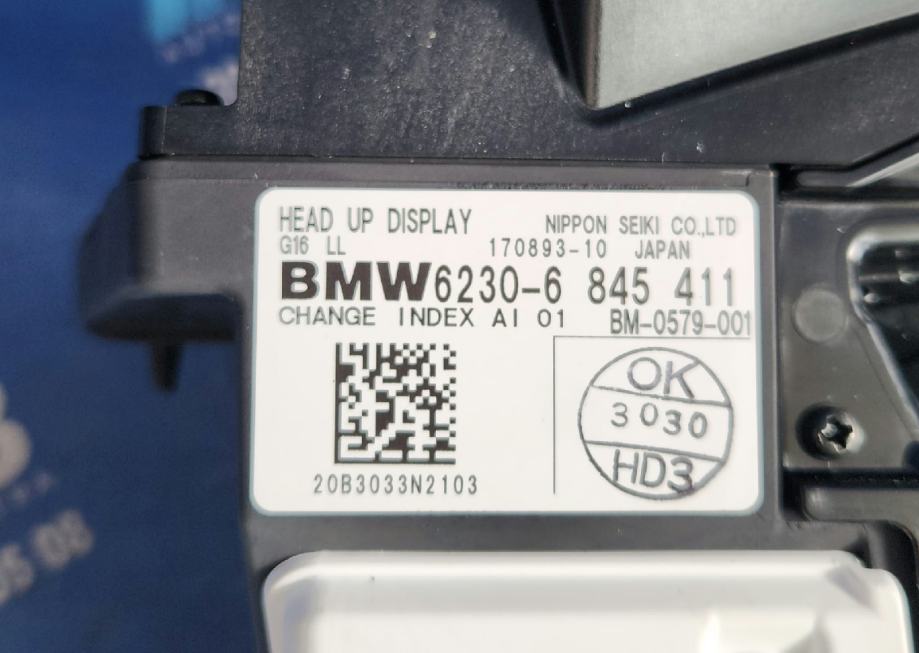 HEAD UP DISPLAY NIPPON SEIKI CO.,LTD
G16 LL 170893-10 JAPAN
BMW6230-6 845 411
CHANGE INDEX AI 01 BM-0579-001
OK
3030
HD3
20B3033N2103